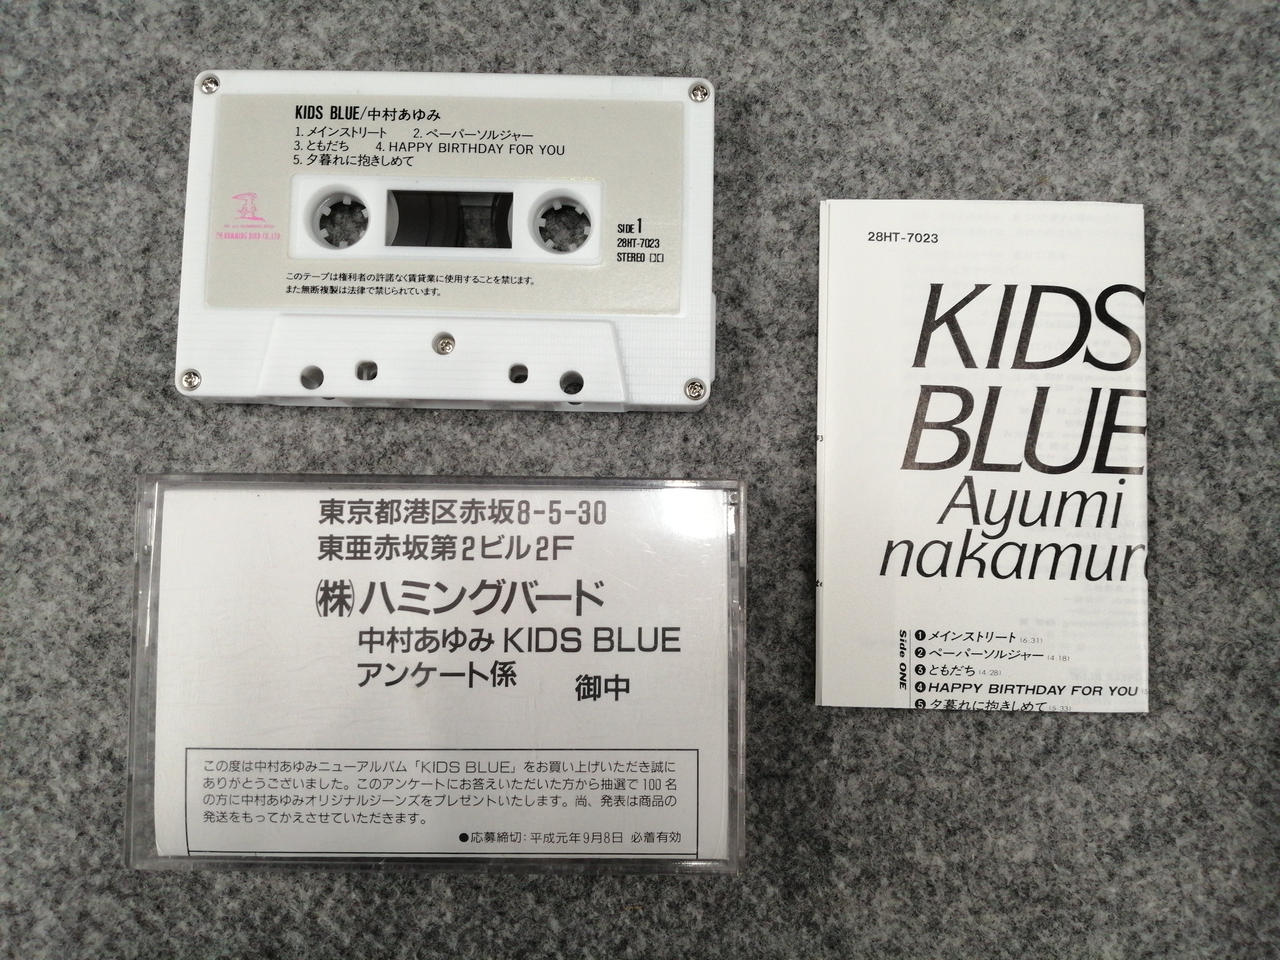 KIDS BLUE/中村あゆみ
1. メインストリート 2. ペーパーソルジャー
3. ともだち 4. HAPPY BIRTHDAY FOR YOU
5. 夕暮れに抱きしめて
SIDE 1
28HT-7023
STEREO
このテープは権利者の許諾なく賃貸業に使用することを禁じます。
また無断複製は法律で禁じられています。
東京都港区赤坂8-5-30
東亜赤坂第2ビル2F
㈱ハミングバード
中村あゆみ KIDS BLUE
アンケート係
御中
この度は中村あゆみニューアルバム「KIDS BLUE」をお買い上げいただき誠に
ありがとうございました。このアンケートにお答えいただいた方から抽選で100名
の方に中村あゆみオリジナルジーンズをプレゼントいたします。尚、発表は商品の
発送をもってかえさせていただきます。
●応募締切:平成元年9月8日 必着有効
28HT-7023
KIDS
BLUE
Ayumi
nakamura
Side ONE
❶メインストリート(6:31)
❷ペーパーソルジャー(4:18)
❸ともだち(4:28)
❹HAPPY BIRTHDAY FOR YOU
❺夕暮れに抱きしめて(5:33)